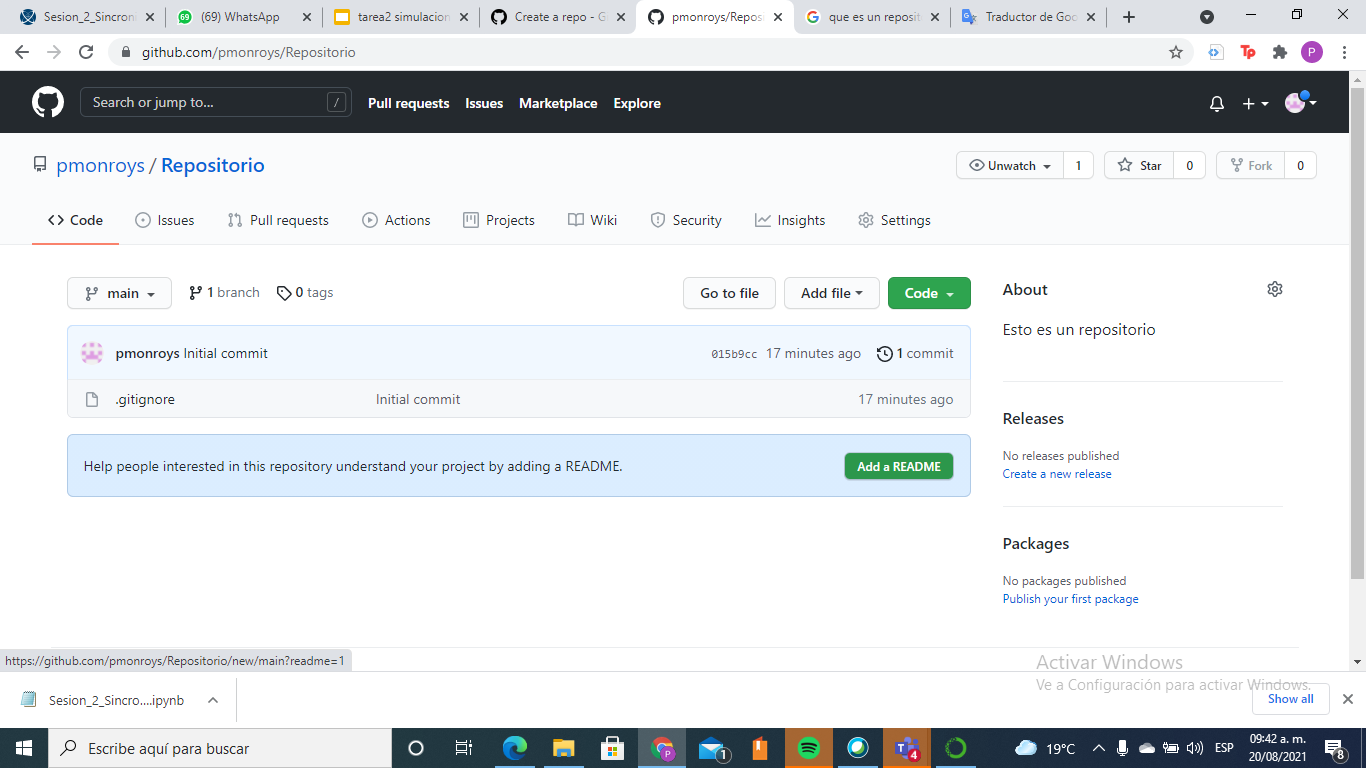 Sesion_2_Sincron
(69) WhatsApp
tarea2 simulacion
Create a repo - G
pmonroys/Repos
que es un reposit
Traductor de Goo
github.com/pmonroys/Repositorio
P
Search or jump to... /
Pull requests Issues Marketplace Explore
pmonroys / Repositorio
Unwatch 1 Star 0 Fork 0
Code Issues Pull requests Actions Projects Wiki Security Insights Settings
main 1 branch 0 tags
Go to file Add file Code
About
Esto es un repositorio
pmonroys Initial commit 015b9cc 17 minutes ago 1 commit
.gitignore Initial commit 17 minutes ago
Help people interested in this repository understand your project by adding a README. Add a README
Releases
No releases published
Create a new release
Packages
No packages published
Publish your first package
https://github.com/pmonroys/Repositorio/new/main?readme=1
Activar Windows
Ve a Configuración para activar Windows.
Sesion_2_Sincro....ipynb
Show all
Escribe aquí para buscar
19°C
ESP
09:42 a. m.
20/08/2021